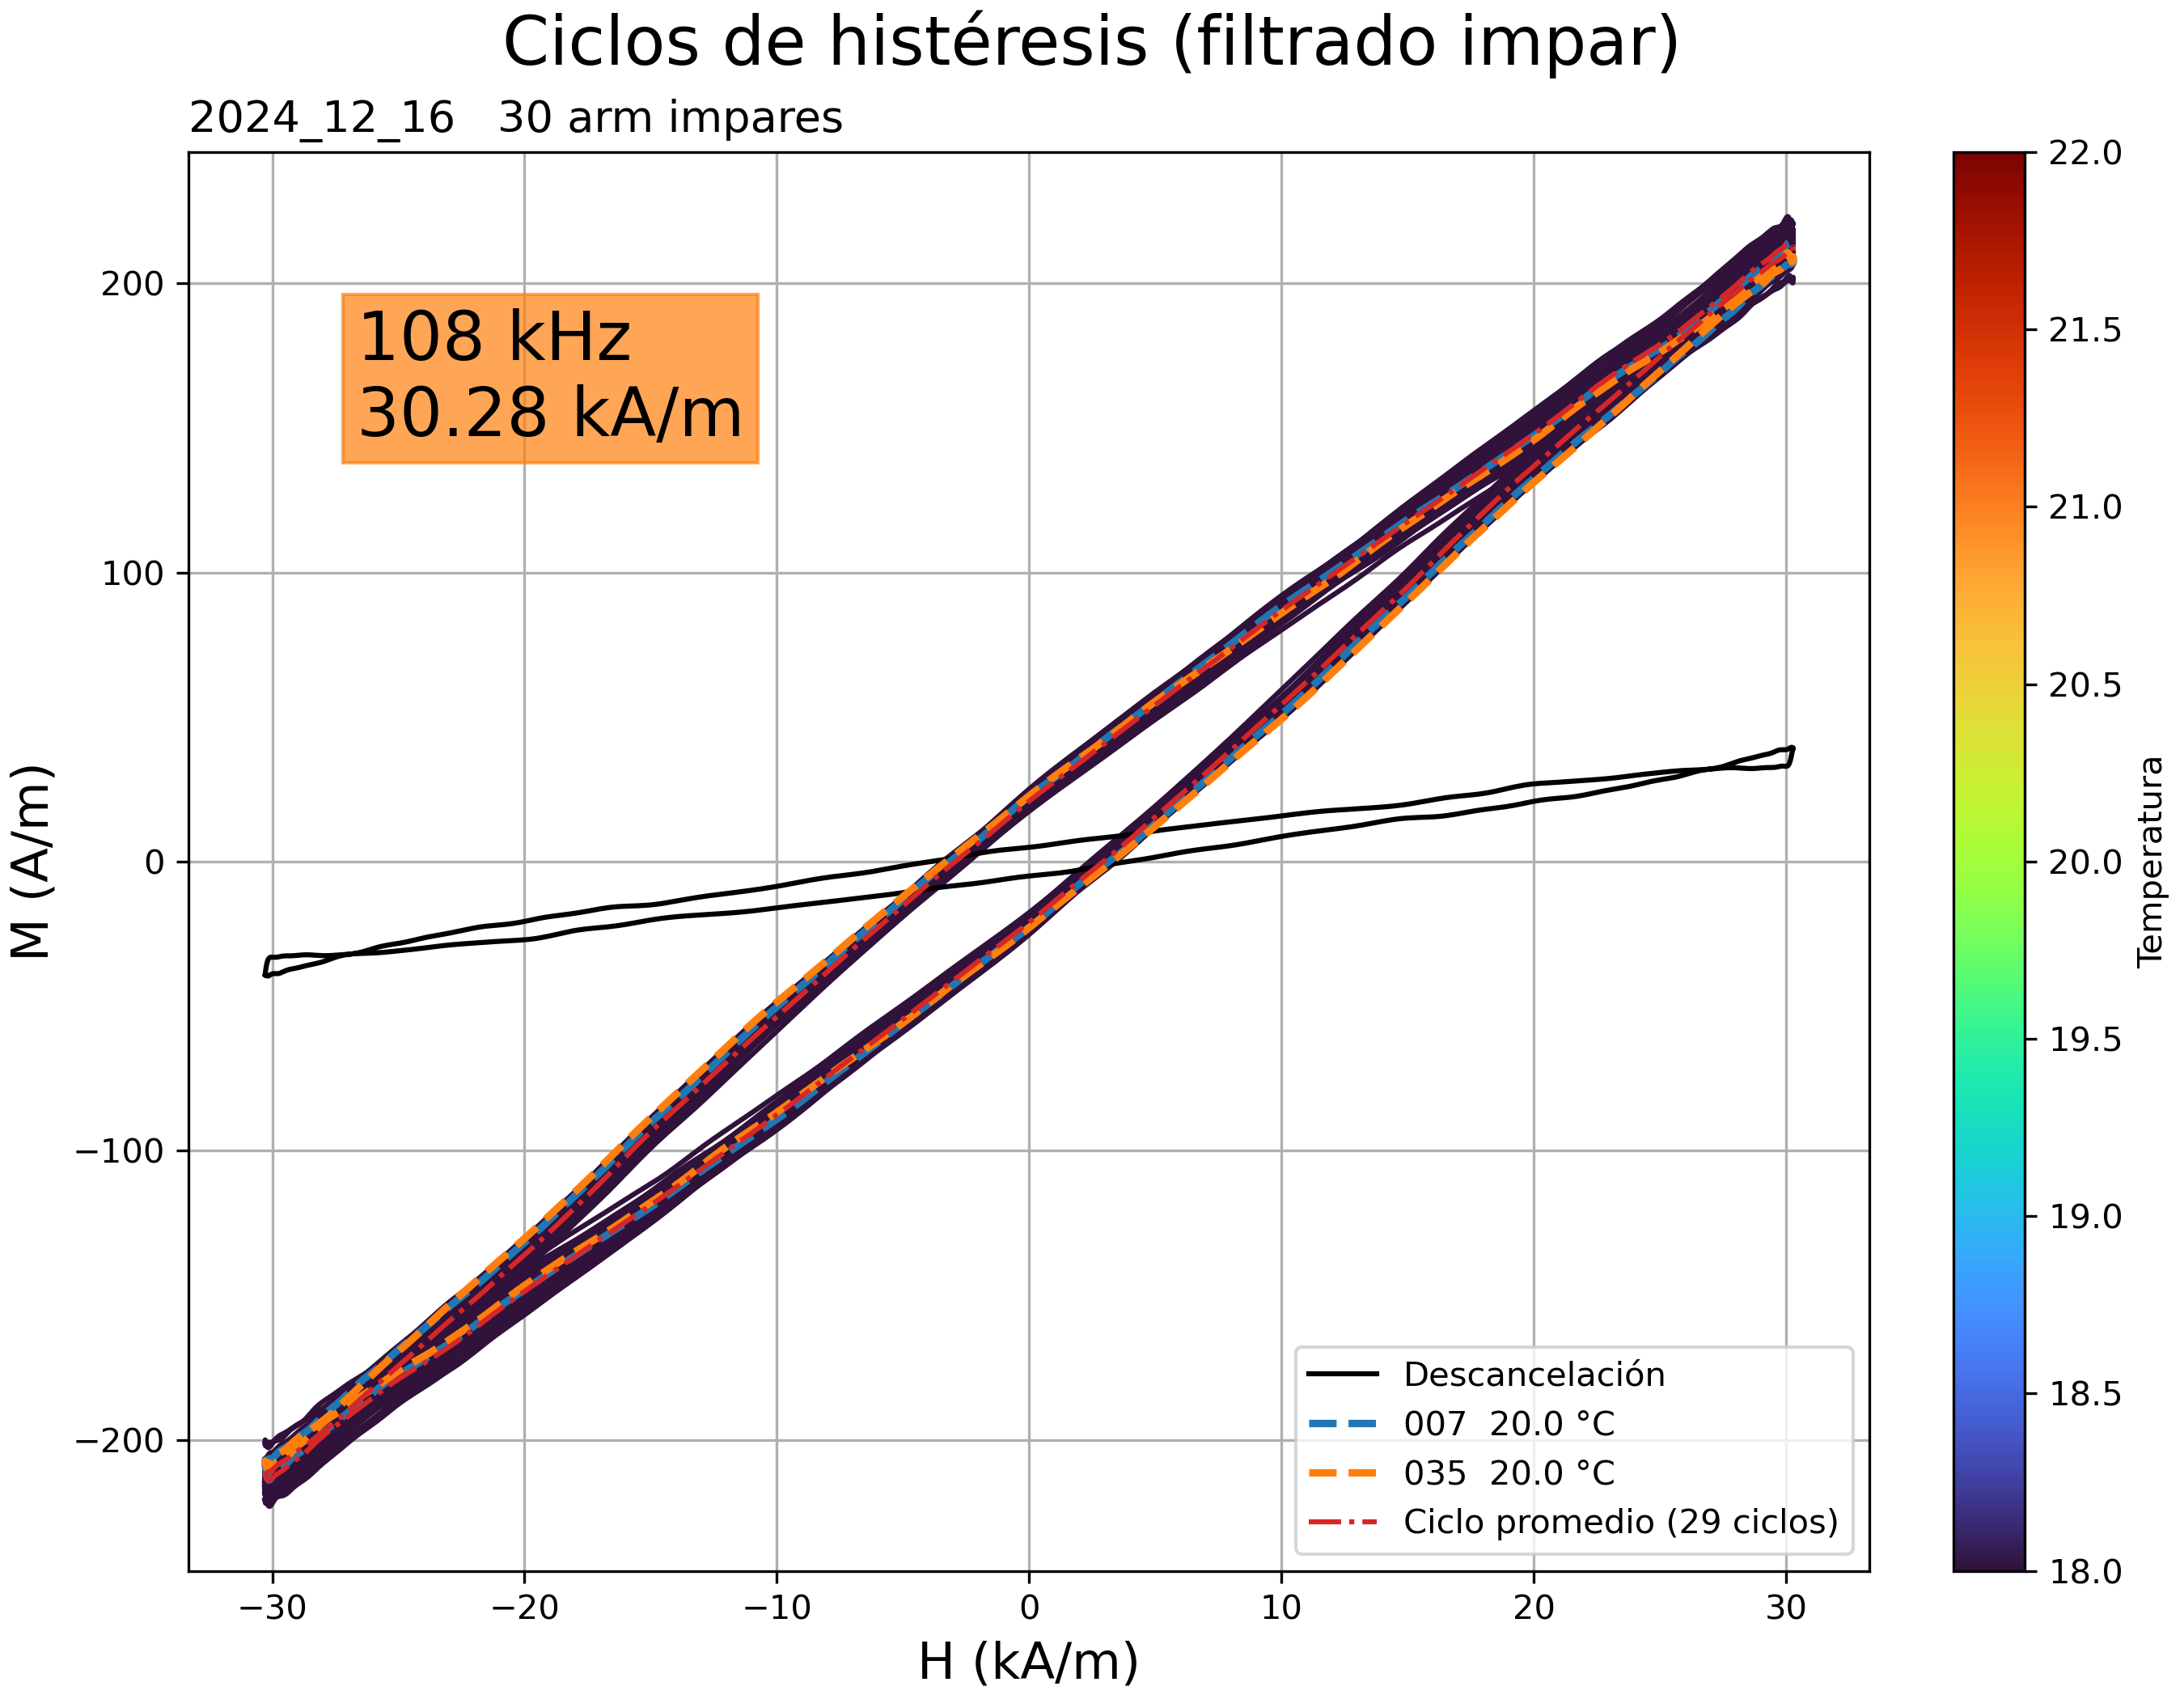 Ciclos de histéresis (filtrado impar)
2024_12_16   30 arm impares
108 kHz
30.28 kA/m
M (A/m)
200
100
0
−100
−200
−30
−20
−10
0
10
20
30
H (kA/m)
Descancelación
007  20.0 °C
035  20.0 °C
Ciclo promedio (29 ciclos)
22.0
21.5
21.0
20.5
20.0
19.5
19.0
18.5
18.0
Temperatura